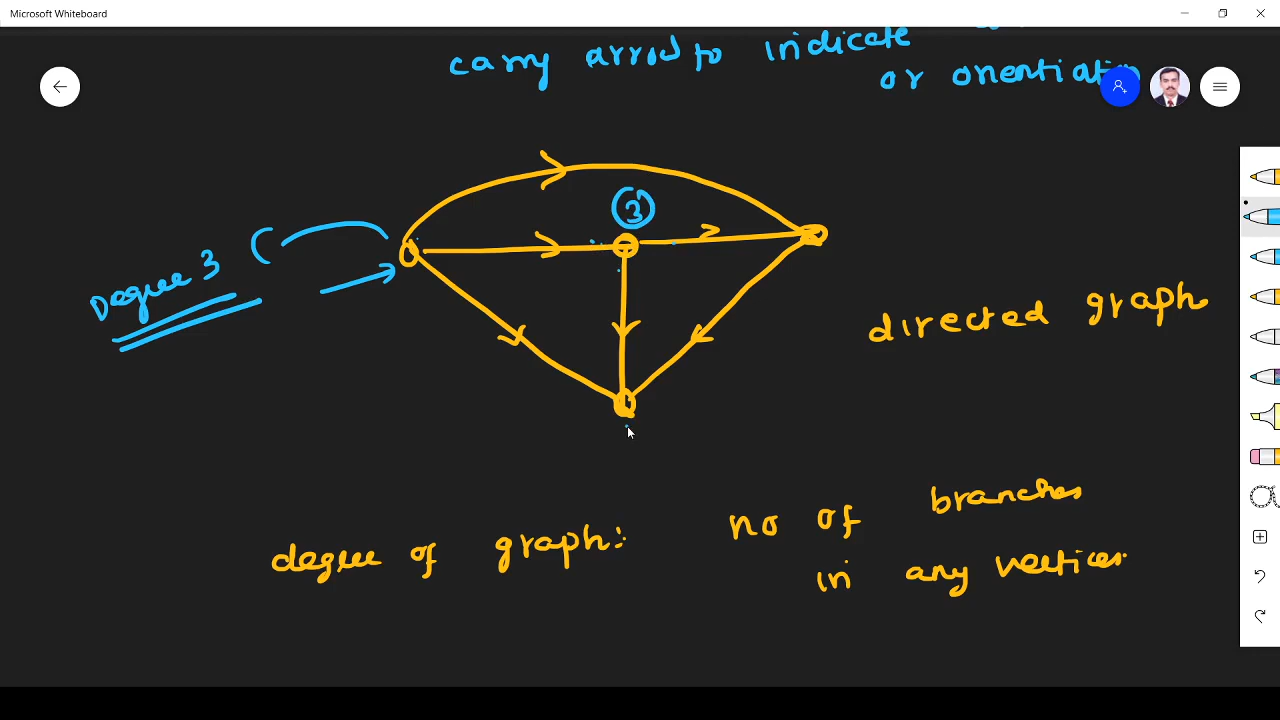 Microsoft Whiteboard
carry arrow to indicate
or orientiation
3
Degree 3
directed graph
degree of graph: no of branches
in any vertices